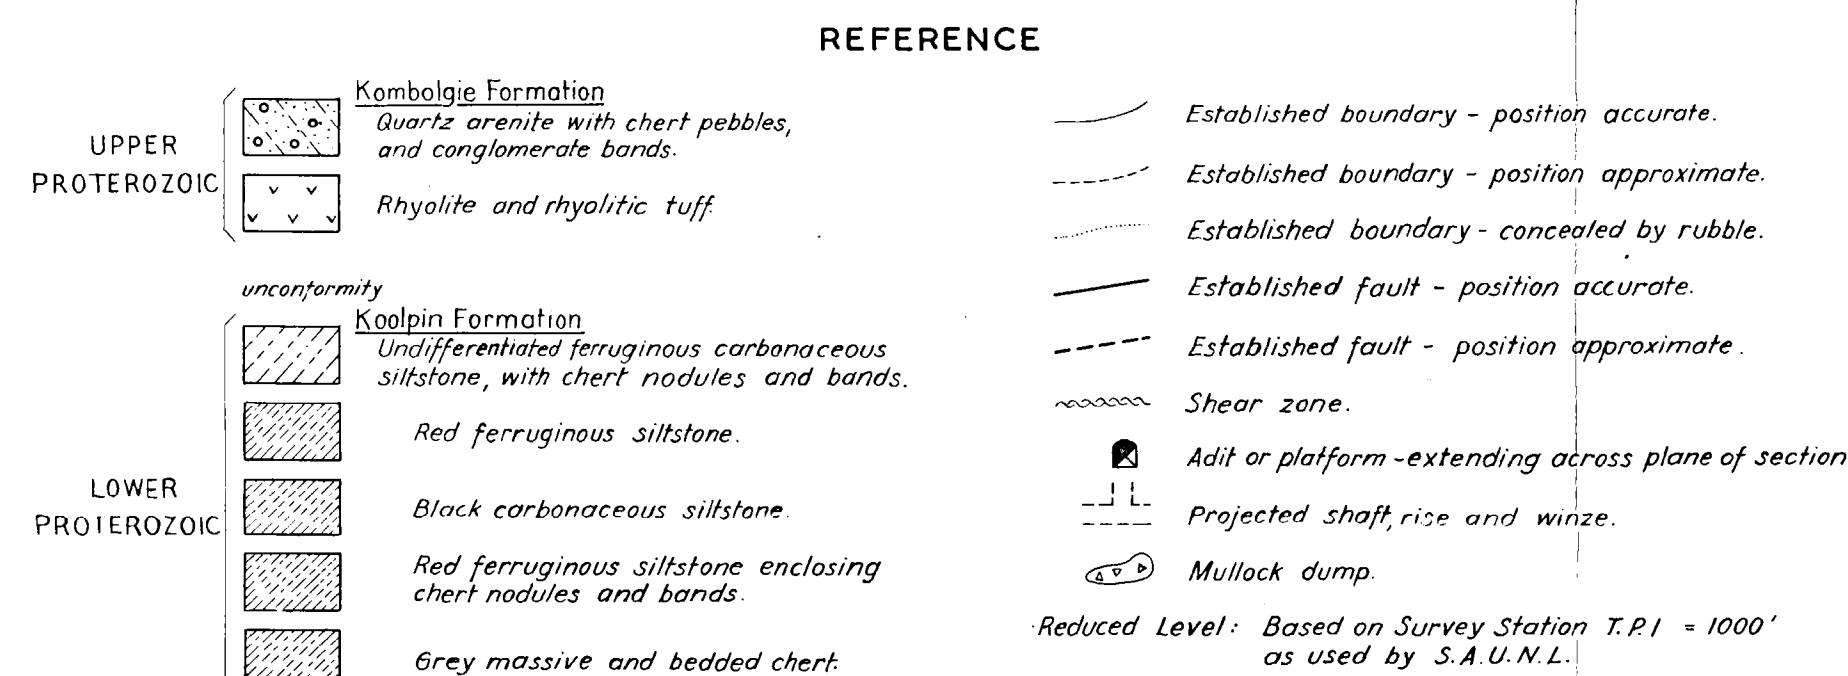 REFERENCE
UPPER
PROTEROZOIC
Kombolgie Formation
Quartz arenite with chert pebbles,
and conglomerate bands.
Rhyolite and rhyolitic tuff.
unconformity
LOWER
PROTEROZOIC
Koolpin Formation
Undifferentiated ferruginous carbonaceous
siltstone, with chert nodules and bands.
Red ferruginous siltstone.
Black carbonaceous siltstone.
Red ferruginous siltstone enclosing
chert nodules and bands.
Grey massive and bedded chert.
Established boundary - position accurate.
Established boundary - position approximate.
Established boundary - concealed by rubble.
Established fault - position accurate.
Established fault - position approximate.
Shear zone.
Adit or platform - extending across plane of section
Projected shaft, rise and winze.
Mullock dump.
Reduced Level: Based on Survey Station T.P.1 = 1000'
as used by S.A.U.N.L.